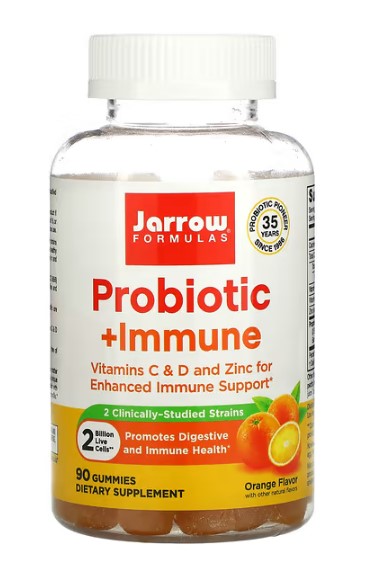 Jarrow
FORMULAS®
PROBIOTIC PIONEER
35
YEARS
SINCE 1986
Probiotic
+Immune
Vitamins C & D and Zinc for
Enhanced Immune Support*
2 Clinically-Studied Strains
2 Billion
Live
Cells**
Promotes Digestive
and Immune Health*
90 GUMMIES
DIETARY SUPPLEMENT
Orange Flavor
with other natural flavors